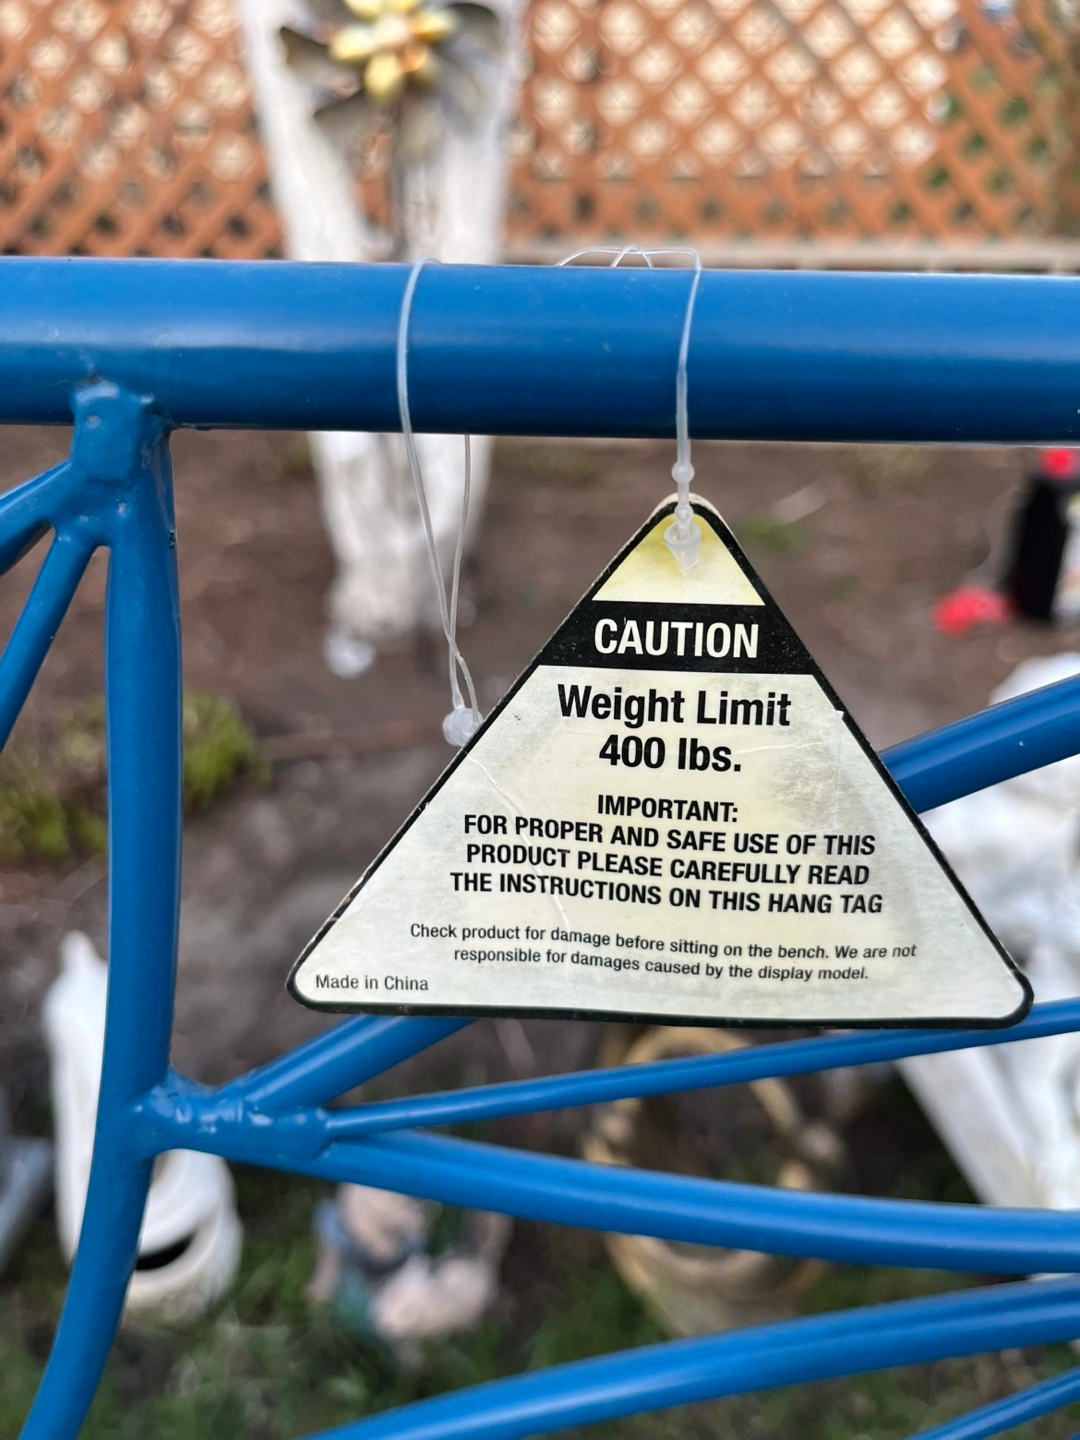 CAUTION
Weight Limit
400 lbs.
IMPORTANT:
FOR PROPER AND SAFE USE OF THIS
PRODUCT PLEASE CAREFULLY READ
THE INSTRUCTIONS ON THIS HANG TAG
Check product for damage before sitting on the bench. We are not
responsible for damages caused by the display model.
Made in China